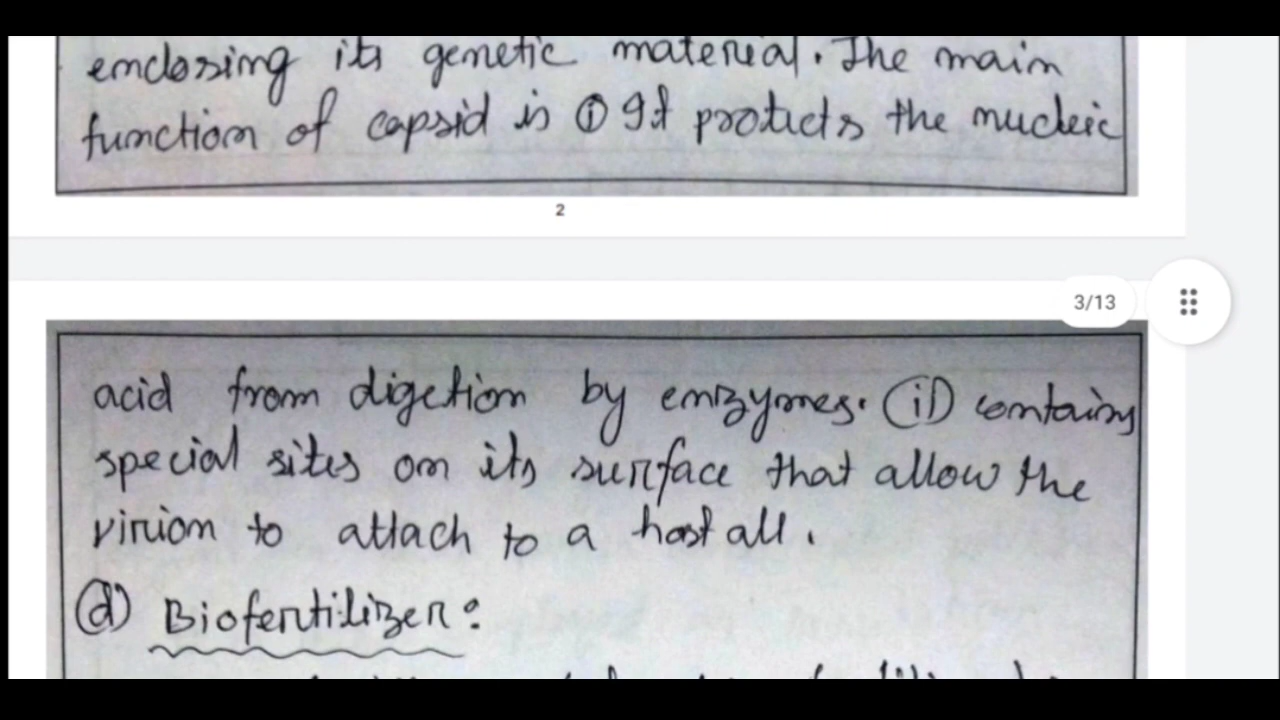 enclosing its genetic material. The main
function of capsid is ① It protects the nucleic
2
3/13
acid from digetion by enzymes. (ii) contains
special sites on its surface that allow the
virion to attach to a host cell.
(d) Biofertilizer: